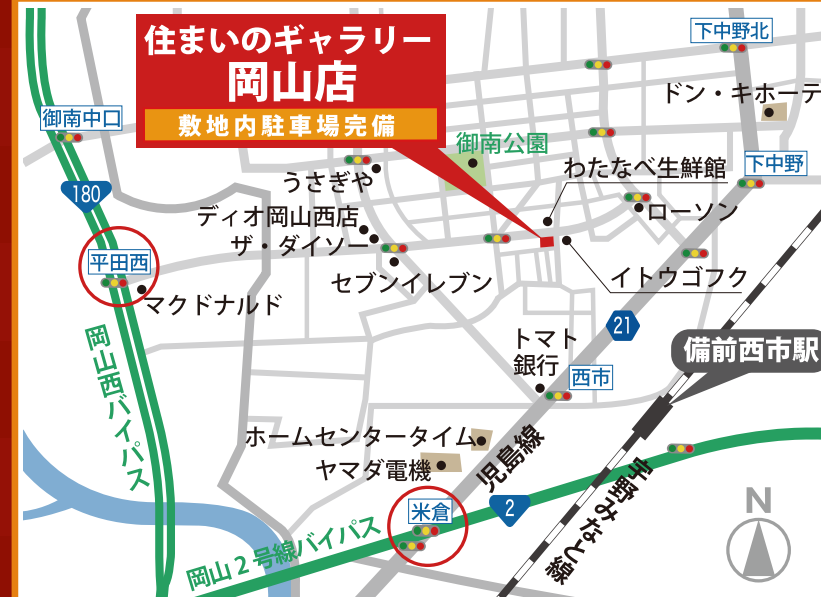 住まいのギャラリー
岡山店
敷地内駐車場完備
下中野北
ドン・キホーテ
御南中口
御南公園
わたなべ生鮮館
下中野
うさぎや
180
ディオ岡山西店
ローソン
ザ・ダイソー
平田西
セブンイレブン
イトウゴフク
マクドナルド
21
岡山西バイパス
トマト
銀行
備前西市駅
西市
ホームセンタータイム
児島線
ヤマダ電機
宇野みなと線
米倉
2
岡山2号線バイパス
N